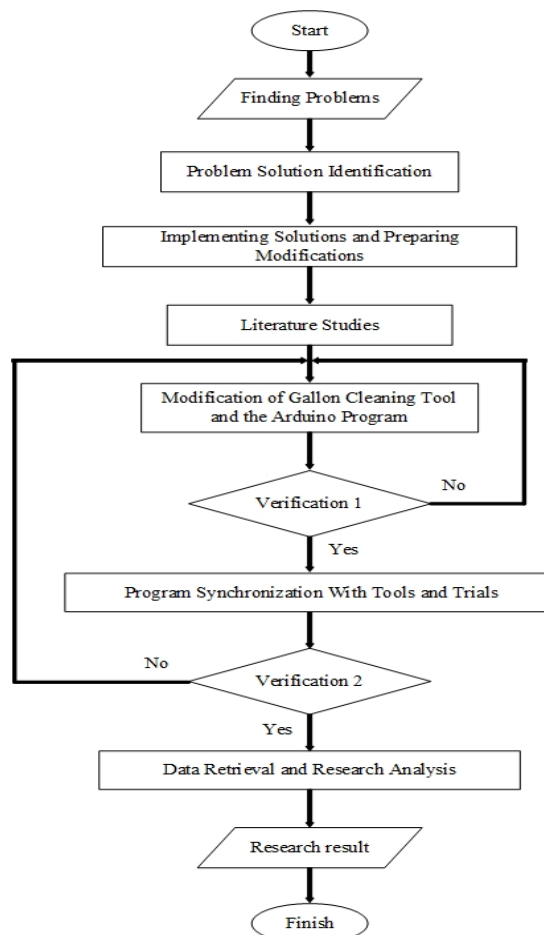 Start
Finding Problems
Problem Solution Identification
Implementing Solutions and Preparing
Modifications
Literature Studies
Modification of Gallon Cleaning Tool
and the Arduino Program
No
Verification 1
Yes
Program Synchronization With Tools and Trials
No
Verification 2
Yes
Data Retrieval and Research Analysis
Research result
Finish